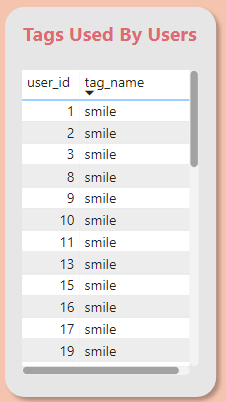 Tags Used By Users
user_id tag_name
1 smile
2 smile
3 smile
8 smile
9 smile
10 smile
11 smile
13 smile
15 smile
16 smile
17 smile
19 smile